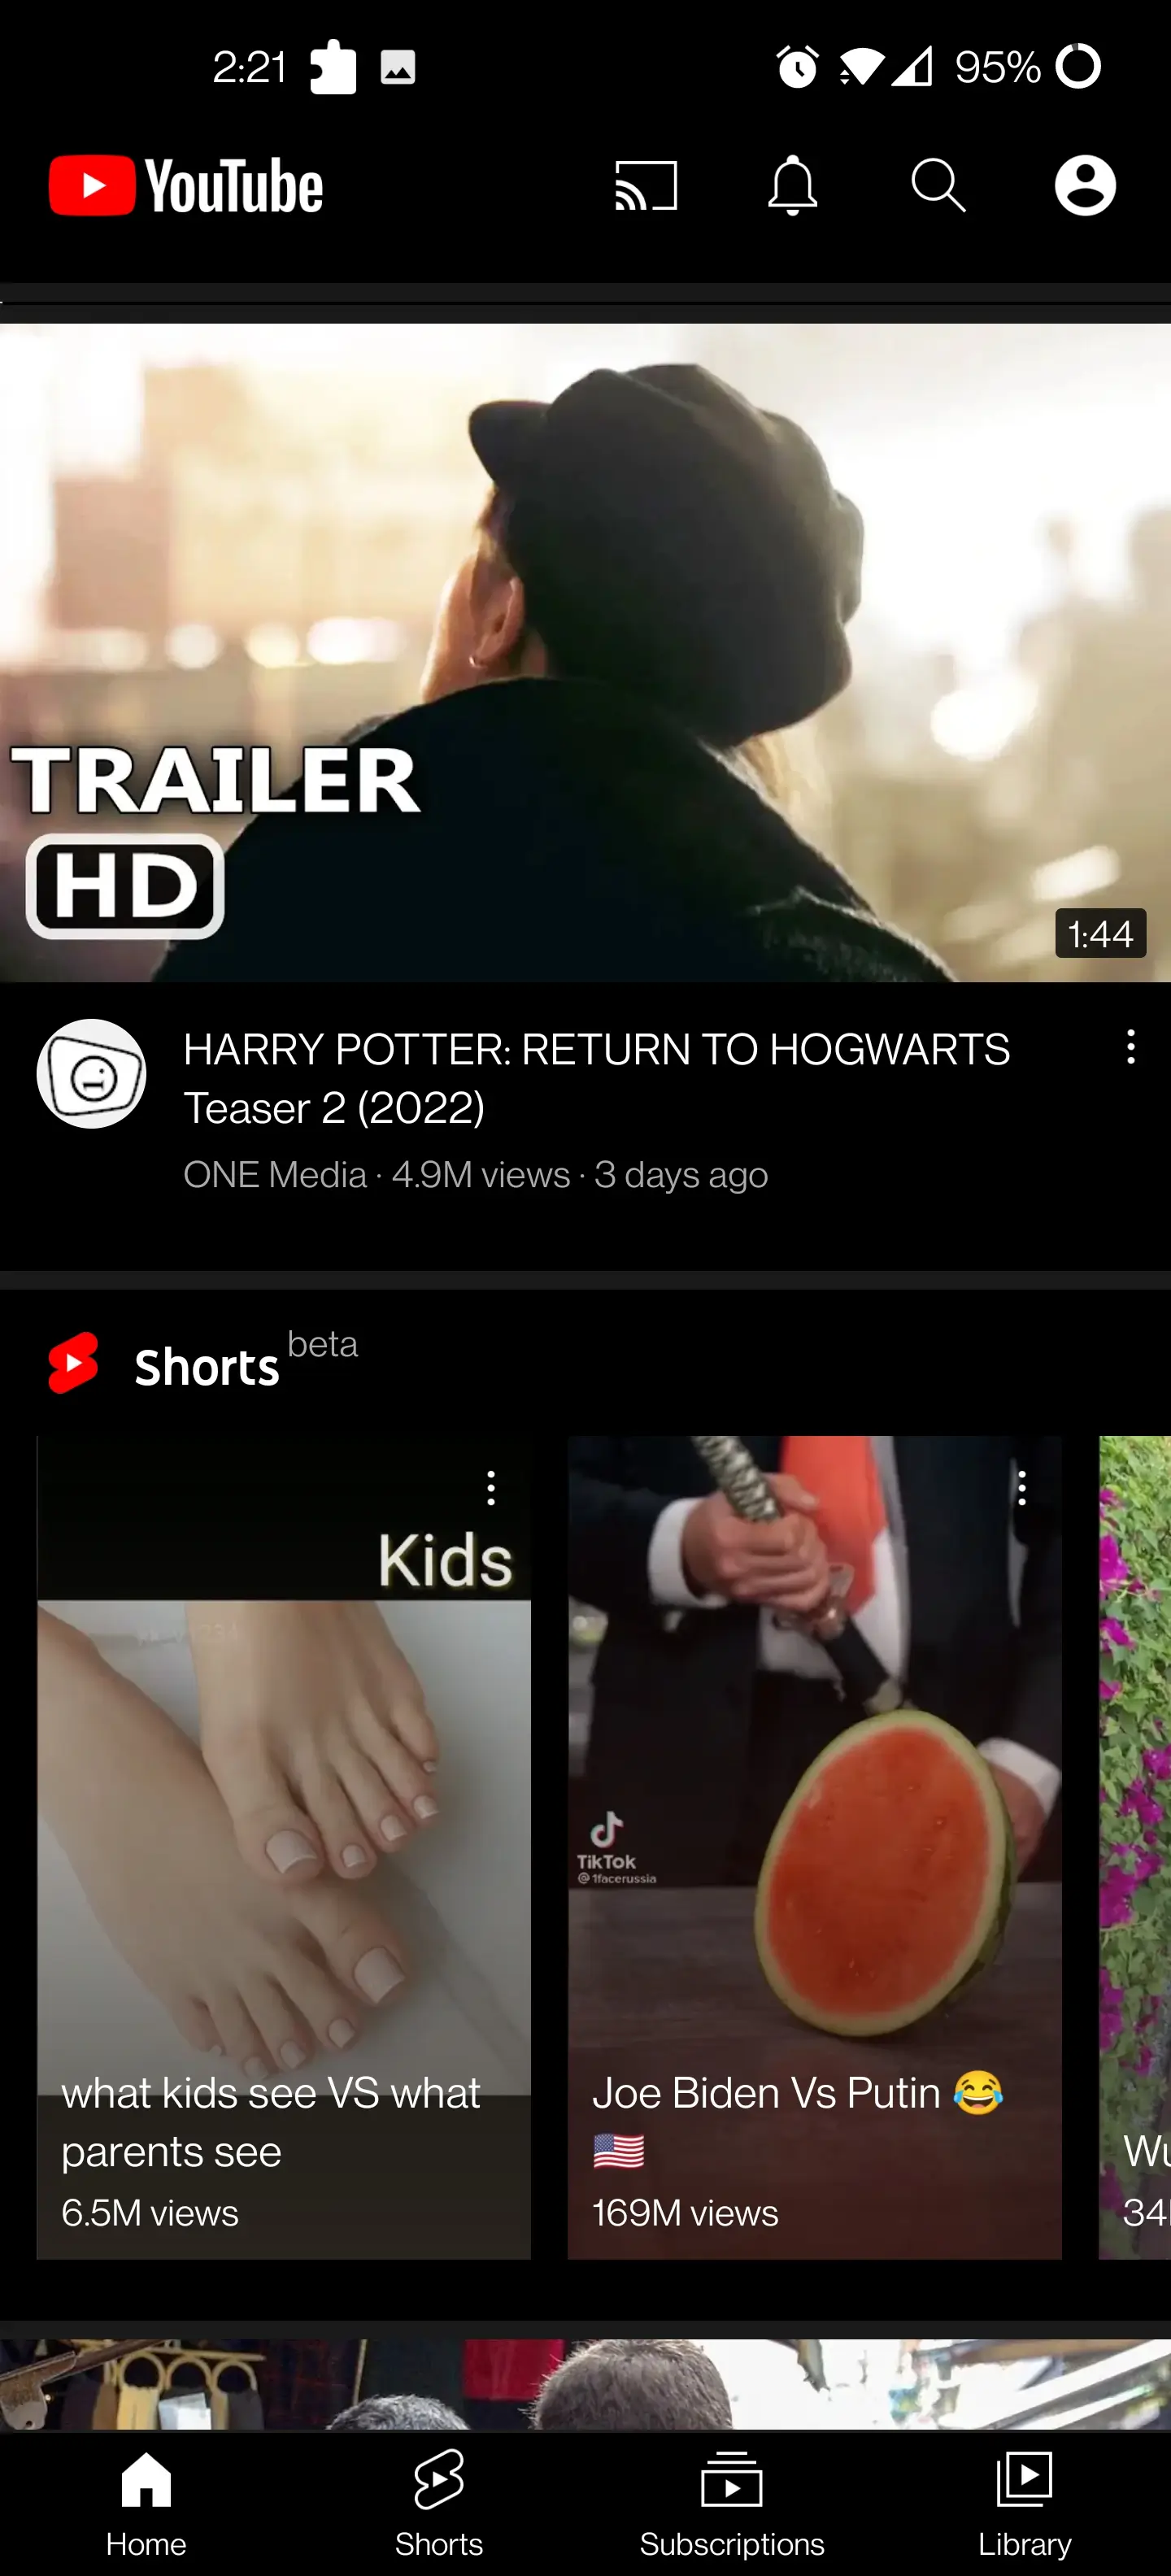 2:21
95%
YouTube
TRAILER
HD
1:44
HARRY POTTER: RETURN TO HOGWARTS
Teaser 2 (2022)
ONE Media · 4.9M views · 3 days ago
Shorts beta
Kids
what kids see VS what
parents see
6.5M views
TikTok
@1facerussia
Joe Biden Vs Putin 😂
🇺🇸
169M views
Home
Shorts
Subscriptions
Library